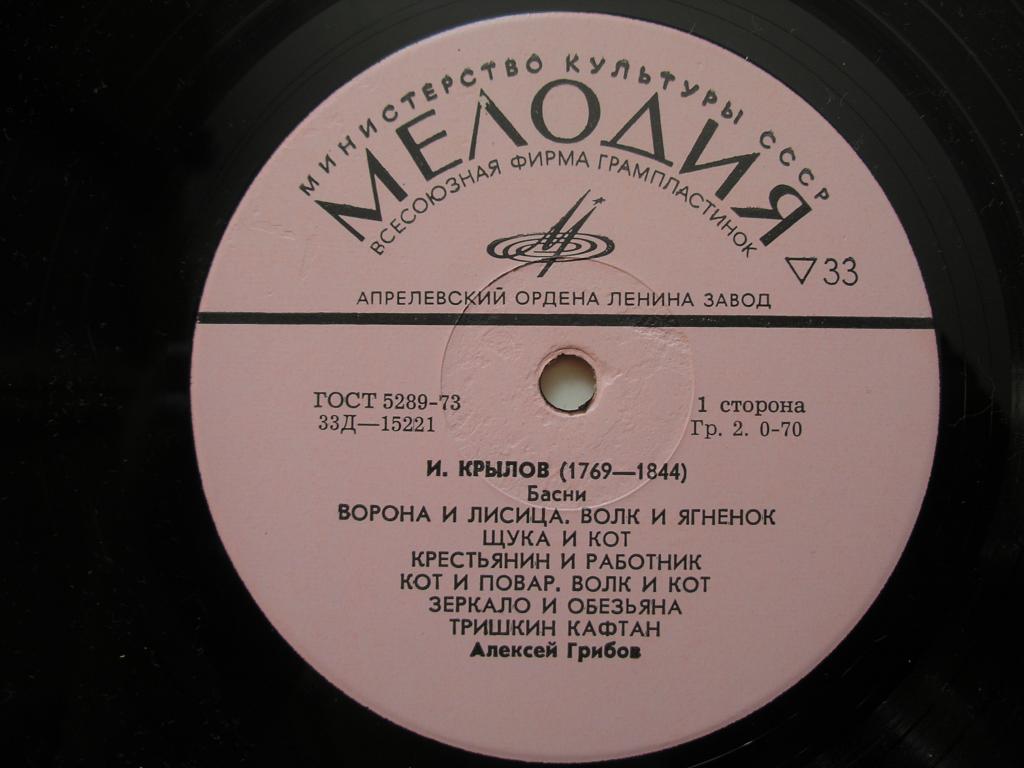 МИНИСТЕРСТВО КУЛЬТУРЫ СССР
МЕЛОДИЯ
ВСЕСОЮЗНАЯ ФИРМА ГРАМПЛАСТИНОК
▽33
АПРЕЛЕВСКИЙ ОРДЕНА ЛЕНИНА ЗАВОД
ГОСТ 5289-73
33Д—15221
1 сторона
Гр. 2. 0-70
И. КРЫЛОВ (1769—1844)
Басни
ВОРОНА И ЛИСИЦА. ВОЛК И ЯГНЕНОК
ЩУКА И КОТ
КРЕСТЬЯНИН И РАБОТНИК
КОТ И ПОВАР. ВОЛК И КОТ
ЗЕРКАЛО И ОБЕЗЬЯНА
ТРИШКИН КАФТАН
Алексей Грибов